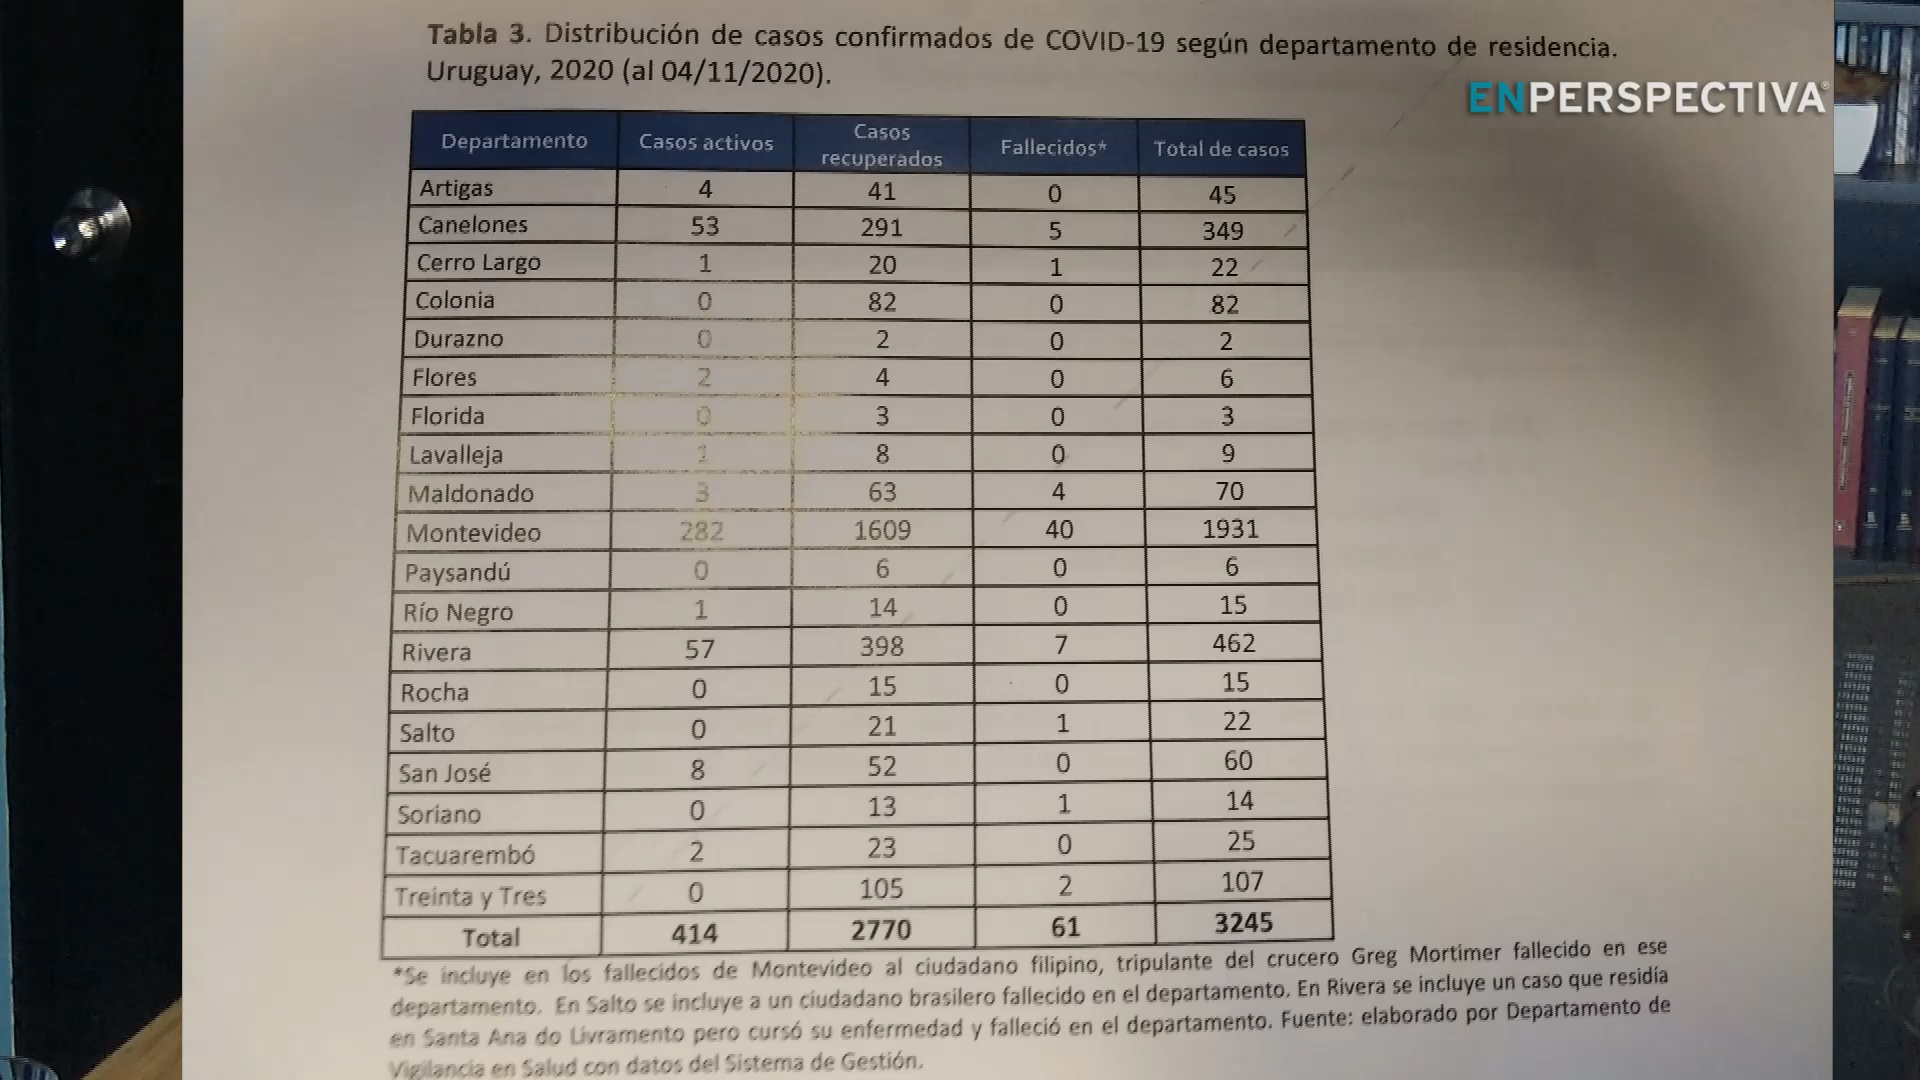 Tabla 3. Distribución de casos confirmados de COVID-19 según departamento de residencia.
Uruguay, 2020 (al 04/11/2020).
ENPERSPECTIVA
Departamento Casos activos Casos recuperados Fallecidos* Total de casos
Artigas 4 41 0 45
Canelones 53 291 5 349
Cerro Largo 1 20 1 22
Colonia 0 82 0 82
Durazno 0 2 0 2
Flores 2 4 0 6
Florida 0 3 0 3
Lavalleja 1 8 0 9
Maldonado 3 63 4 70
Montevideo 282 1609 40 1931
Paysandú 0 6 0 6
Río Negro 1 14 0 15
Rivera 57 398 7 462
Rocha 0 15 0 15
Salto 0 21 1 22
San José 8 52 0 60
Soriano 0 13 1 14
Tacuarembó 2 23 0 25
Treinta y Tres 0 105 2 107
Total 414 2770 61 3245
*Se incluye en los fallecidos de Montevideo al ciudadano filipino, tripulante del crucero Greg Mortimer fallecido en ese
departamento. En Salto se incluye a un ciudadano brasilero fallecido en el departamento. En Rivera se incluye un caso que residía
en Santa Ana do Livramento pero cursó su enfermedad y falleció en el departamento. Fuente: elaborado por Departamento de
Vigilancia en Salud con datos del Sistema de Gestión.